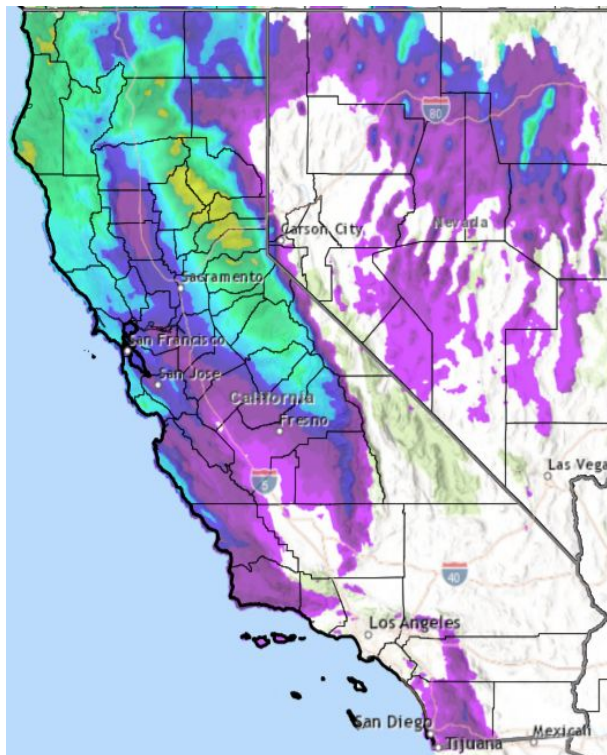 80
Carson City
Nevada
Sacramento
San Francisco
San Jose
California
Fresno
5
Las Vega
40
Los Angeles
San Diego
Tijuana
Mexicali